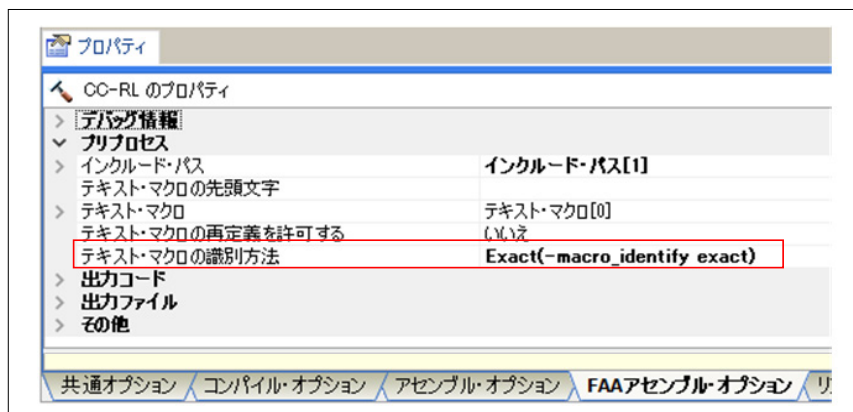 プロパティ
CC-RL のプロパティ
> デバッグ情報
∨ プリプロセス
> インクルード・パス インクルード・パス[1]
テキスト・マクロの先頭文字
> テキスト・マクロ テキスト・マクロ[0]
テキスト・マクロの再定義を許可する いいえ
テキスト・マクロの識別方法 Exact(-macro_identify exact)
> 出力コード
> 出力ファイル
> その他
共通オプション コンパイル・オプション アセンブル・オプション FAAアセンブル・オプション